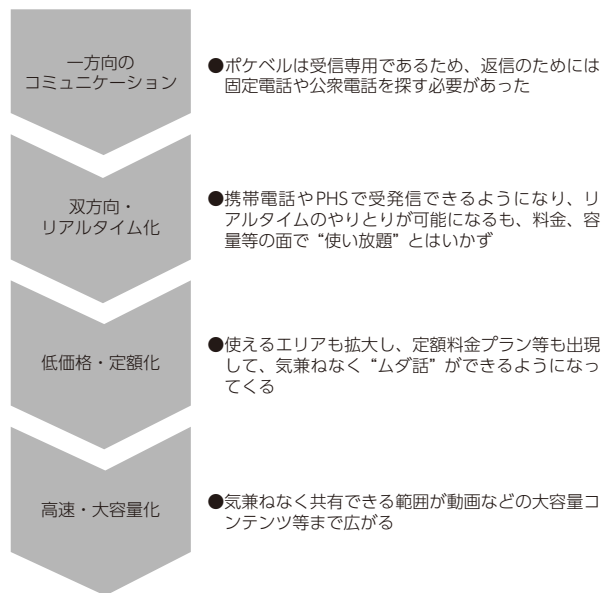 一方向の
コミュニケーション
●ポケベルは受信専用であるため、返信のためには
固定電話や公衆電話を探す必要があった
双方向・
リアルタイム化
●携帯電話やPHSで受発信できるようになり、リ
アルタイムのやりとりが可能になるも、料金、容
量等の面で“使い放題”とはいかず
低価格・定額化
●使えるエリアも拡大し、定額料金プラン等も出現
して、気兼ねなく“ムダ話”ができるようになっ
てくる
高速・大容量化
●気兼ねなく共有できる範囲が動画などの大容量コ
ンテンツ等まで広がる